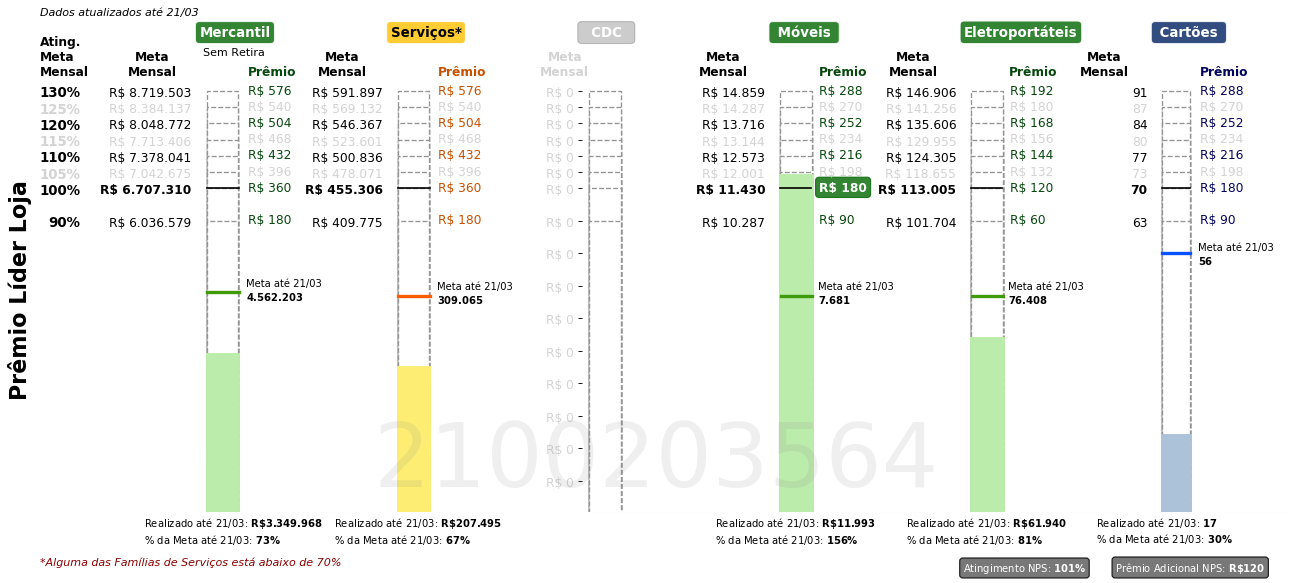 Dados atualizados até 21/03
Mercantil Serviços* CDC Móveis Eletroportáteis Cartões
Sem Retira
Ating. Meta Mensal
Meta Mensal Prêmio Meta Mensal Prêmio Meta Mensal Meta Mensal Prêmio Meta Mensal Prêmio Meta Mensal Prêmio
130% R$ 8.719.503 R$ 576 R$ 591.897 R$ 576 R$ 0 R$ 14.859 R$ 288 R$ 146.906 R$ 192 91 R$ 288
125% R$ 8.384.137 R$ 540 R$ 569.132 R$ 540 R$ 0 R$ 14.287 R$ 270 R$ 141.256 R$ 180 87 R$ 270
120% R$ 8.048.772 R$ 504 R$ 546.367 R$ 504 R$ 0 R$ 13.716 R$ 252 R$ 135.606 R$ 168 84 R$ 252
115% R$ 7.713.406 R$ 468 R$ 523.601 R$ 468 R$ 0 R$ 13.144 R$ 234 R$ 129.955 R$ 156 80 R$ 234
110% R$ 7.378.041 R$ 432 R$ 500.836 R$ 432 R$ 0 R$ 12.573 R$ 216 R$ 124.305 R$ 144 77 R$ 216
105% R$ 7.042.675 R$ 396 R$ 478.071 R$ 396 R$ 0 R$ 12.001 R$ 198 R$ 118.655 R$ 132 73 R$ 198
100% R$ 6.707.310 R$ 360 R$ 455.306 R$ 360 R$ 0 R$ 11.430 R$ 180 R$ 113.005 R$ 120 70 R$ 180
90% R$ 6.036.579 R$ 180 R$ 409.775 R$ 180 R$ 0 R$ 10.287 R$ 90 R$ 101.704 R$ 60 63 R$ 90
R$ 0
R$ 0
R$ 0
R$ 0
R$ 0
R$ 0
R$ 0
R$ 0
Meta até 21/03
4.562.203
Meta até 21/03
309.065
Meta até 21/03
7.681
Meta até 21/03
76.408
Meta até 21/03
56
Prêmio Líder Loja
2100203564
Realizado até 21/03: R$3.349.968
% da Meta até 21/03: 73%
Realizado até 21/03: R$207.495
% da Meta até 21/03: 67%
Realizado até 21/03: R$11.993
% da Meta até 21/03: 156%
Realizado até 21/03: R$61.940
% da Meta até 21/03: 81%
Realizado até 21/03: 17
% da Meta até 21/03: 30%
*Alguma das Famílias de Serviços está abaixo de 70%
Atingimento NPS: 101%
Prêmio Adicional NPS: R$120